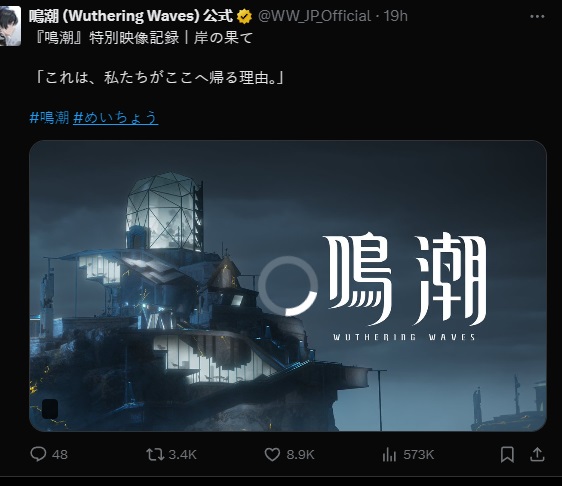 鳴潮 (Wuthering Waves) 公式 @WW_JP_Official · 19h
『鳴潮』特別映像記録｜岸の果て
「これは、私たちがここへ帰る理由。」
#鳴潮 #めいちょう
鳴潮
WUTHERING WAVES
48 3.4K 8.9K 573K